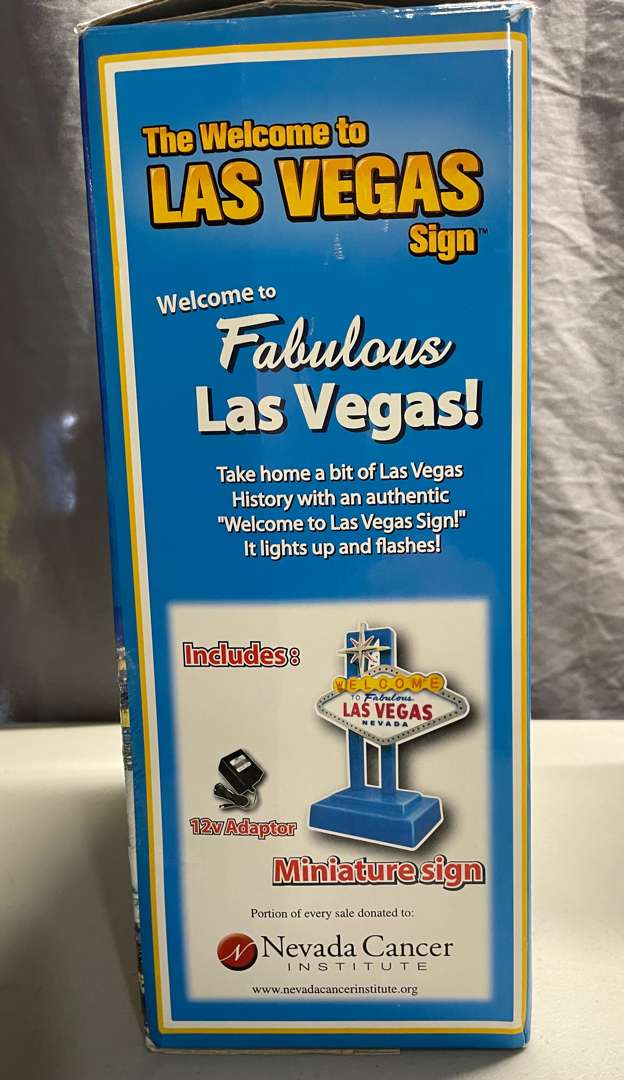 The Welcome to
LAS VEGAS
Sign™
Welcome to
Fabulous
Las Vegas!
Take home a bit of Las Vegas
History with an authentic
"Welcome to Las Vegas Sign!"
It lights up and flashes!
Includes:
WELCOME
TO Fabulous
LAS VEGAS
NEVADA
12v Adaptor
Miniature sign
Portion of every sale donated to:
N Nevada Cancer
INSTITUTE
www.nevadacancerinstitute.org